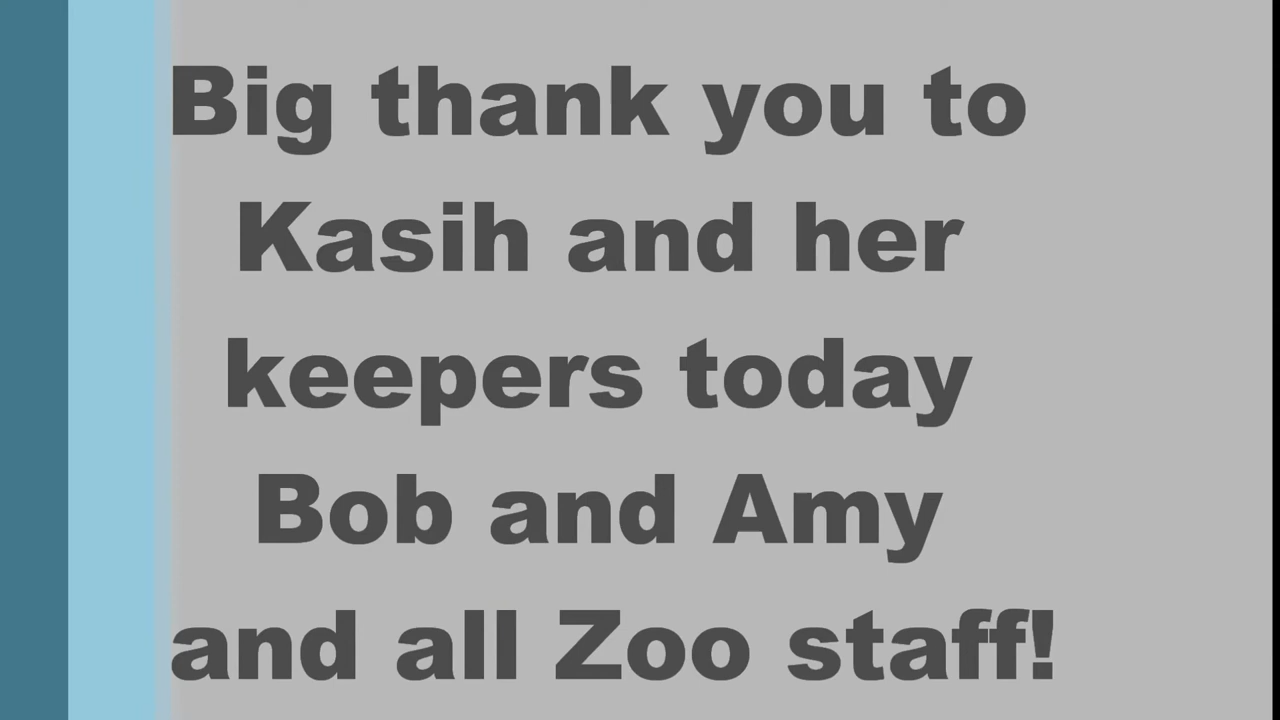 Big thank you to
Kasih and her
keepers today
Bob and Amy
and all Zoo staff!